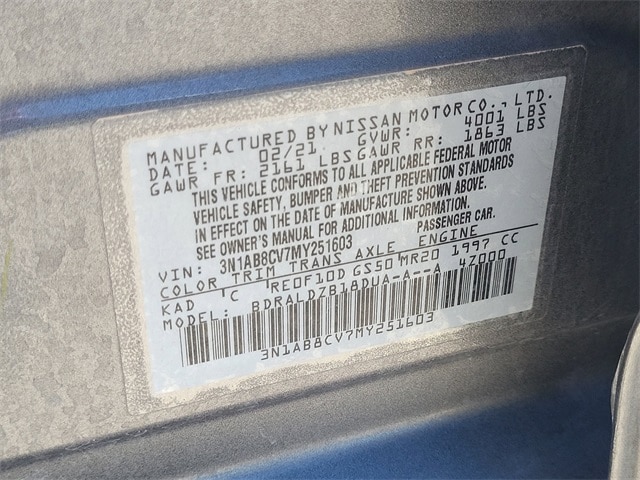 MANUFACTURED BY NISSAN MOTOR CO., LTD.
DATE: 02/21 GVWR: 4001 LBS
GAWR FR: 2161 LBS GAWR RR: 1863 LBS
THIS VEHICLE CONFORMS TO ALL APPLICABLE FEDERAL MOTOR
VEHICLE SAFETY, BUMPER AND THEFT PREVENTION STANDARDS
IN EFFECT ON THE DATE OF MANUFACTURE SHOWN ABOVE.
SEE OWNER'S MANUAL FOR ADDITIONAL INFORMATION.
VIN: 3N1AB8CV7MY251603 PASSENGER CAR.
COLOR TRIM TRANS AXLE ENGINE
KAD C RE0F10D GS50 MR20 1997 CC
MODEL: BDRALDZB18DUA-A--A 4Z000
3N1AB8CV7MY251603